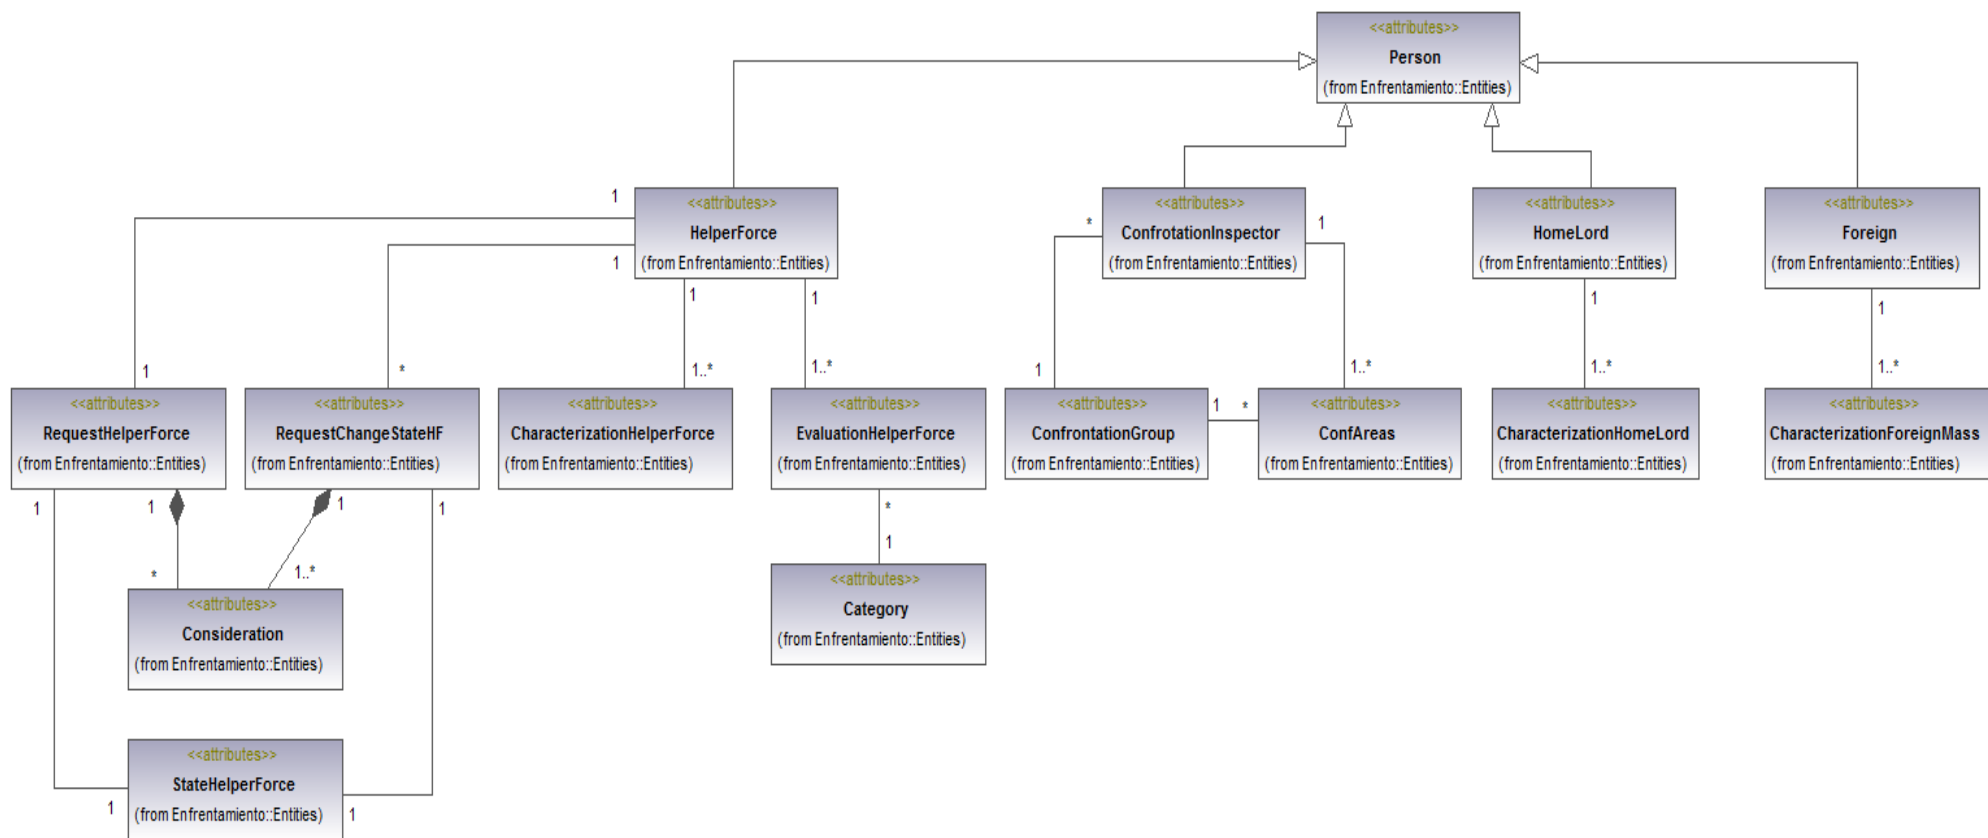 <<attributes>>
Person
(from Enfrentamiento::Entities)
<<attributes>>
HelperForce
(from Enfrentamiento::Entities)
<<attributes>>
ConfrotationInspector
(from Enfrentamiento::Entities)
<<attributes>>
HomeLord
(from Enfrentamiento::Entities)
<<attributes>>
Foreign
(from Enfrentamiento::Entities)
1
1
1
1
*
1
1
1
1
*
1..*
1..*
1
1..*
1..*
1..*
<<attributes>>
RequestHelperForce
(from Enfrentamiento::Entities)
<<attributes>>
RequestChangeStateHF
(from Enfrentamiento::Entities)
<<attributes>>
CharacterizationHelperForce
(from Enfrentamiento::Entities)
<<attributes>>
EvaluationHelperForce
(from Enfrentamiento::Entities)
<<attributes>>
ConfrontationGroup
(from Enfrentamiento::Entities)
1
*
<<attributes>>
ConfAreas
(from Enfrentamiento::Entities)
<<attributes>>
CharacterizationHomeLord
(from Enfrentamiento::Entities)
<<attributes>>
CharacterizationForeignMass
(from Enfrentamiento::Entities)
1
1
1
1
*
1
*
1..*
<<attributes>>
Consideration
(from Enfrentamiento::Entities)
<<attributes>>
Category
(from Enfrentamiento::Entities)
<<attributes>>
StateHelperForce
(from Enfrentamiento::Entities)
1
1